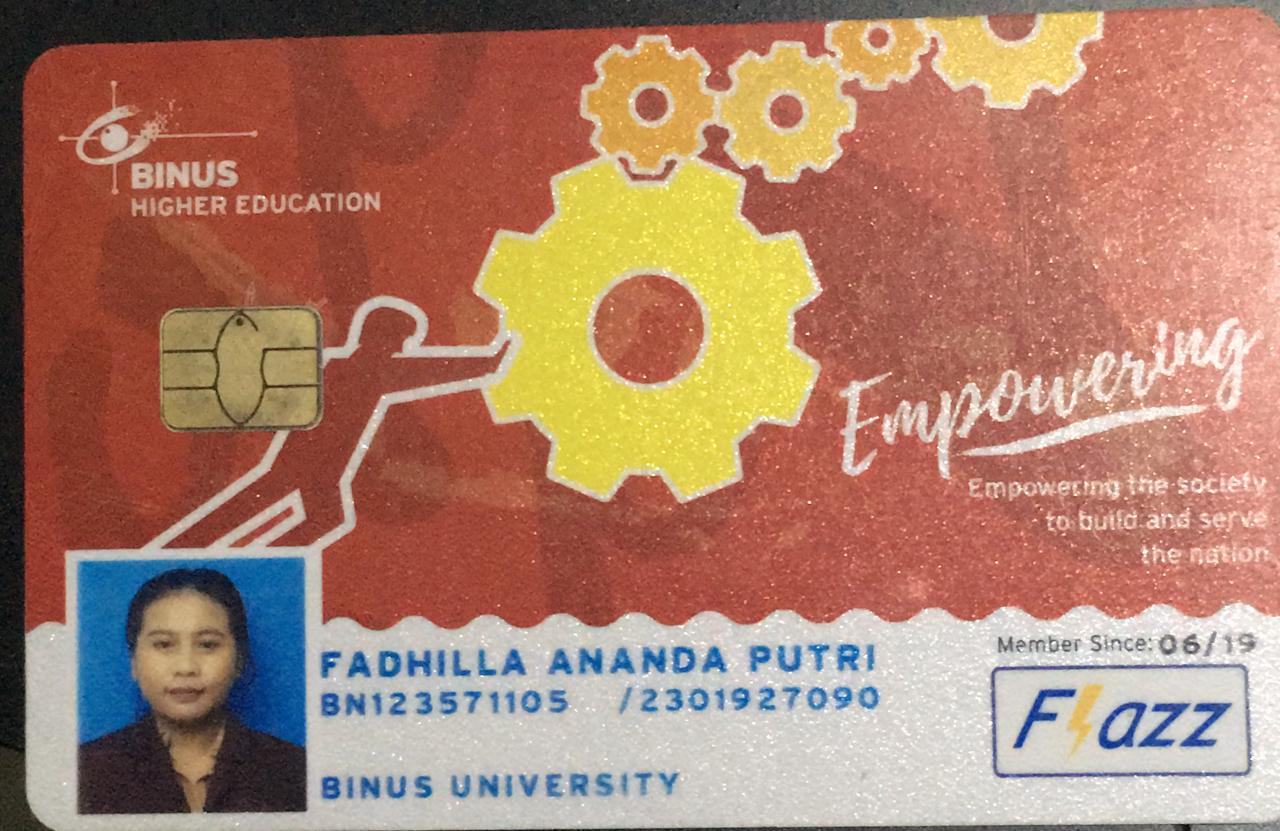 BINUS
HIGHER EDUCATION
Empowering
Empowering the society
to build and serve
the nation
Member Since: 06/19
FADHILLA ANANDA PUTRI
BN123571105 /2301927090
Flazz
BINUS UNIVERSITY